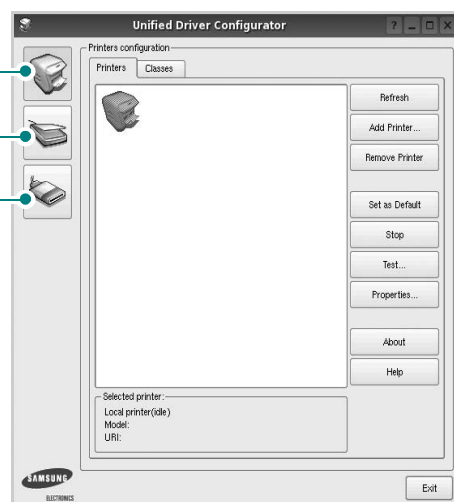 Unified Driver Configurator
?
Printers configuration
Printers
Classes
Refresh
Add Printer...
Remove Printer
Set as Default
Stop
Test...
Properties...
About
Help
Selected printer:
Local printer(idle)
Model:
URI:
SAMSUNG
ELECTRONICS
Exit